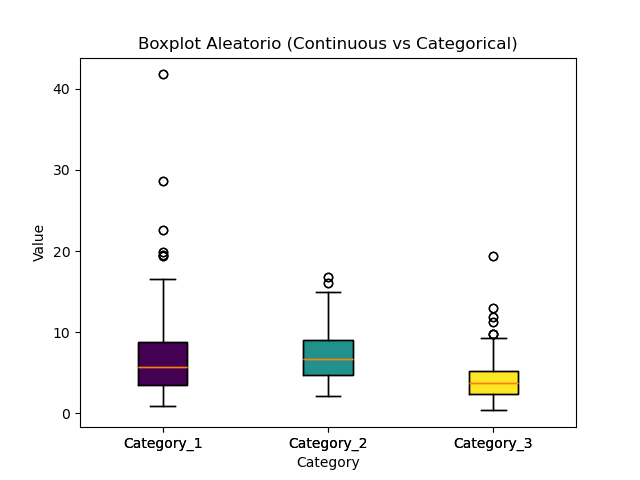 Boxplot Aleatorio (Continuous vs Categorical)
40
30
20
10
0
Value
Category_1
Category_2
Category_3
Category